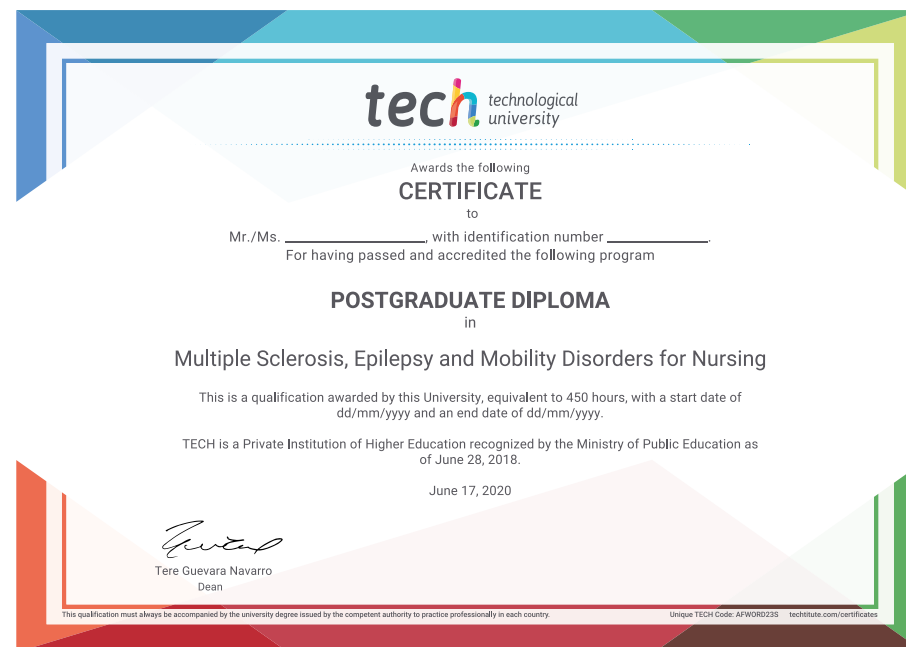 tech technological
university
Awards the following
CERTIFICATE
to
Mr./Ms. ________________, with identification number ____________.
For having passed and accredited the following program
POSTGRADUATE DIPLOMA
in
Multiple Sclerosis, Epilepsy and Mobility Disorders for Nursing
This is a qualification awarded by this University, equivalent to 450 hours, with a start date of
dd/mm/yyyy and an end date of dd/mm/yyyy.
TECH is a Private Institution of Higher Education recognized by the Ministry of Public Education as
of June 28, 2018.
June 17, 2020
Tere Guevara Navarro
Dean
This qualification must always be accompanied by the university degree issued by the competent authority to practice professionally in each country. Unique TECH Code: AFWORD23S techtitute.com/certificates